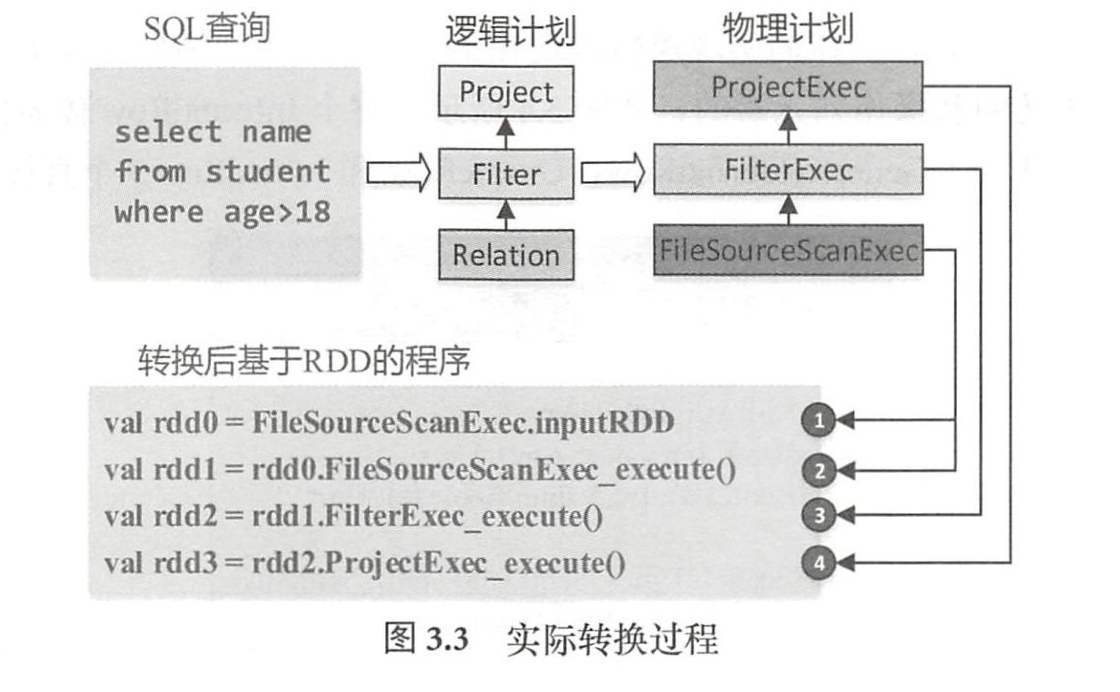 SQL查询
逻辑计划
物理计划
select name
from student
where age>18
Project
Filter
Relation
ProjectExec
FilterExec
FileSourceScanExec
转换后基于RDD的程序
val rdd0 = FileSourceScanExec.inputRDD
1
val rdd1 = rdd0.FileSourceScanExec_execute()
2
val rdd2 = rdd1.FilterExec_execute()
3
val rdd3 = rdd2.ProjectExec_execute()
4
图 3.3 实际转换过程